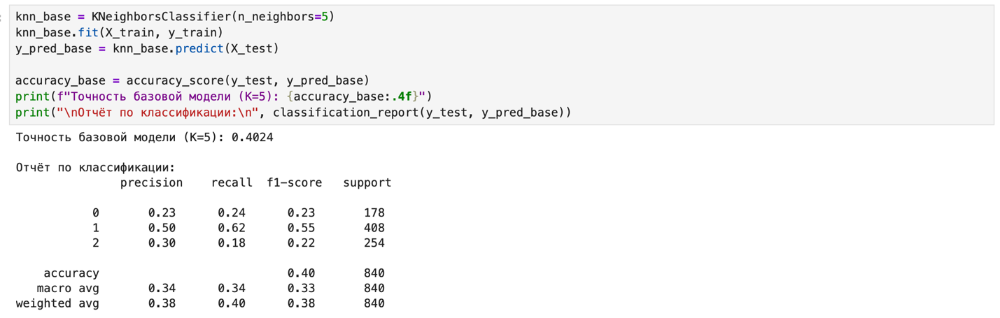 knn_base = KNeighborsClassifier(n_neighbors=5)
knn_base.fit(X_train, y_train)
y_pred_base = knn_base.predict(X_test)
accuracy_base = accuracy_score(y_test, y_pred_base)
print(f"Точность базовой модели (K=5): {accuracy_base:.4f}")
print("\nОтчёт по классификации:\n", classification_report(y_test, y_pred_base))
Точность базовой модели (K=5): 0.4024
Отчёт по классификации:
precision recall f1-score support
0 0.23 0.24 0.23 178
1 0.50 0.62 0.55 408
2 0.30 0.18 0.22 254
accuracy 0.40 840
macro avg 0.34 0.34 0.33 840
weighted avg 0.38 0.40 0.38 840